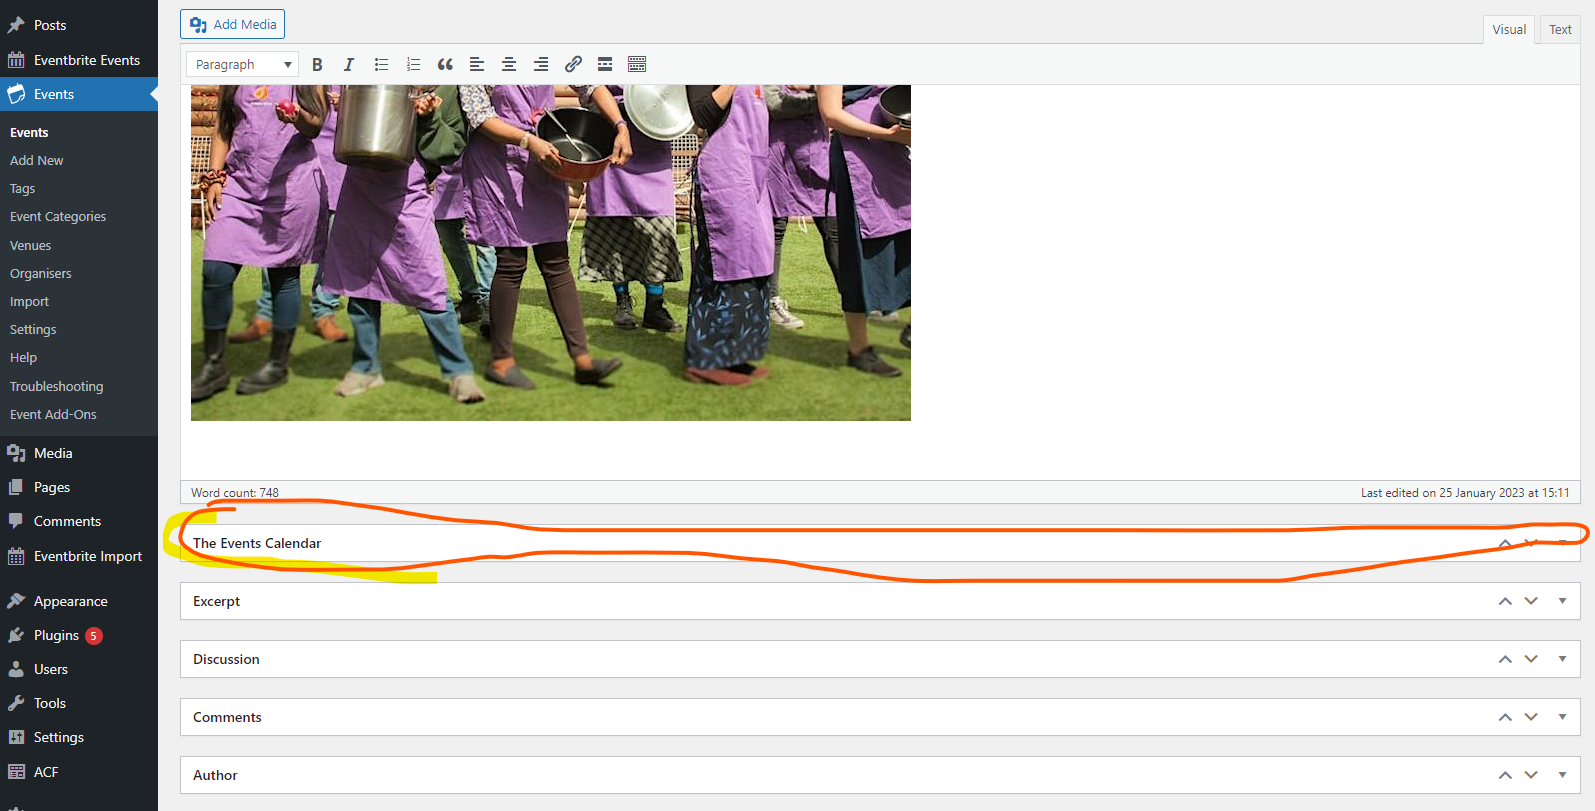 Posts
Eventbrite Events
Events
Events
Add New
Tags
Event Categories
Venues
Organisers
Import
Settings
Help
Troubleshooting
Event Add-Ons
Media
Pages
Comments
Eventbrite Import
Appearance
Plugins 5
Users
Tools
Settings
ACF
Add Media
Visual Text
Paragraph
Word count: 748 Last edited on 25 January 2023 at 15:11
The Events Calendar
Excerpt
Discussion
Comments
Author